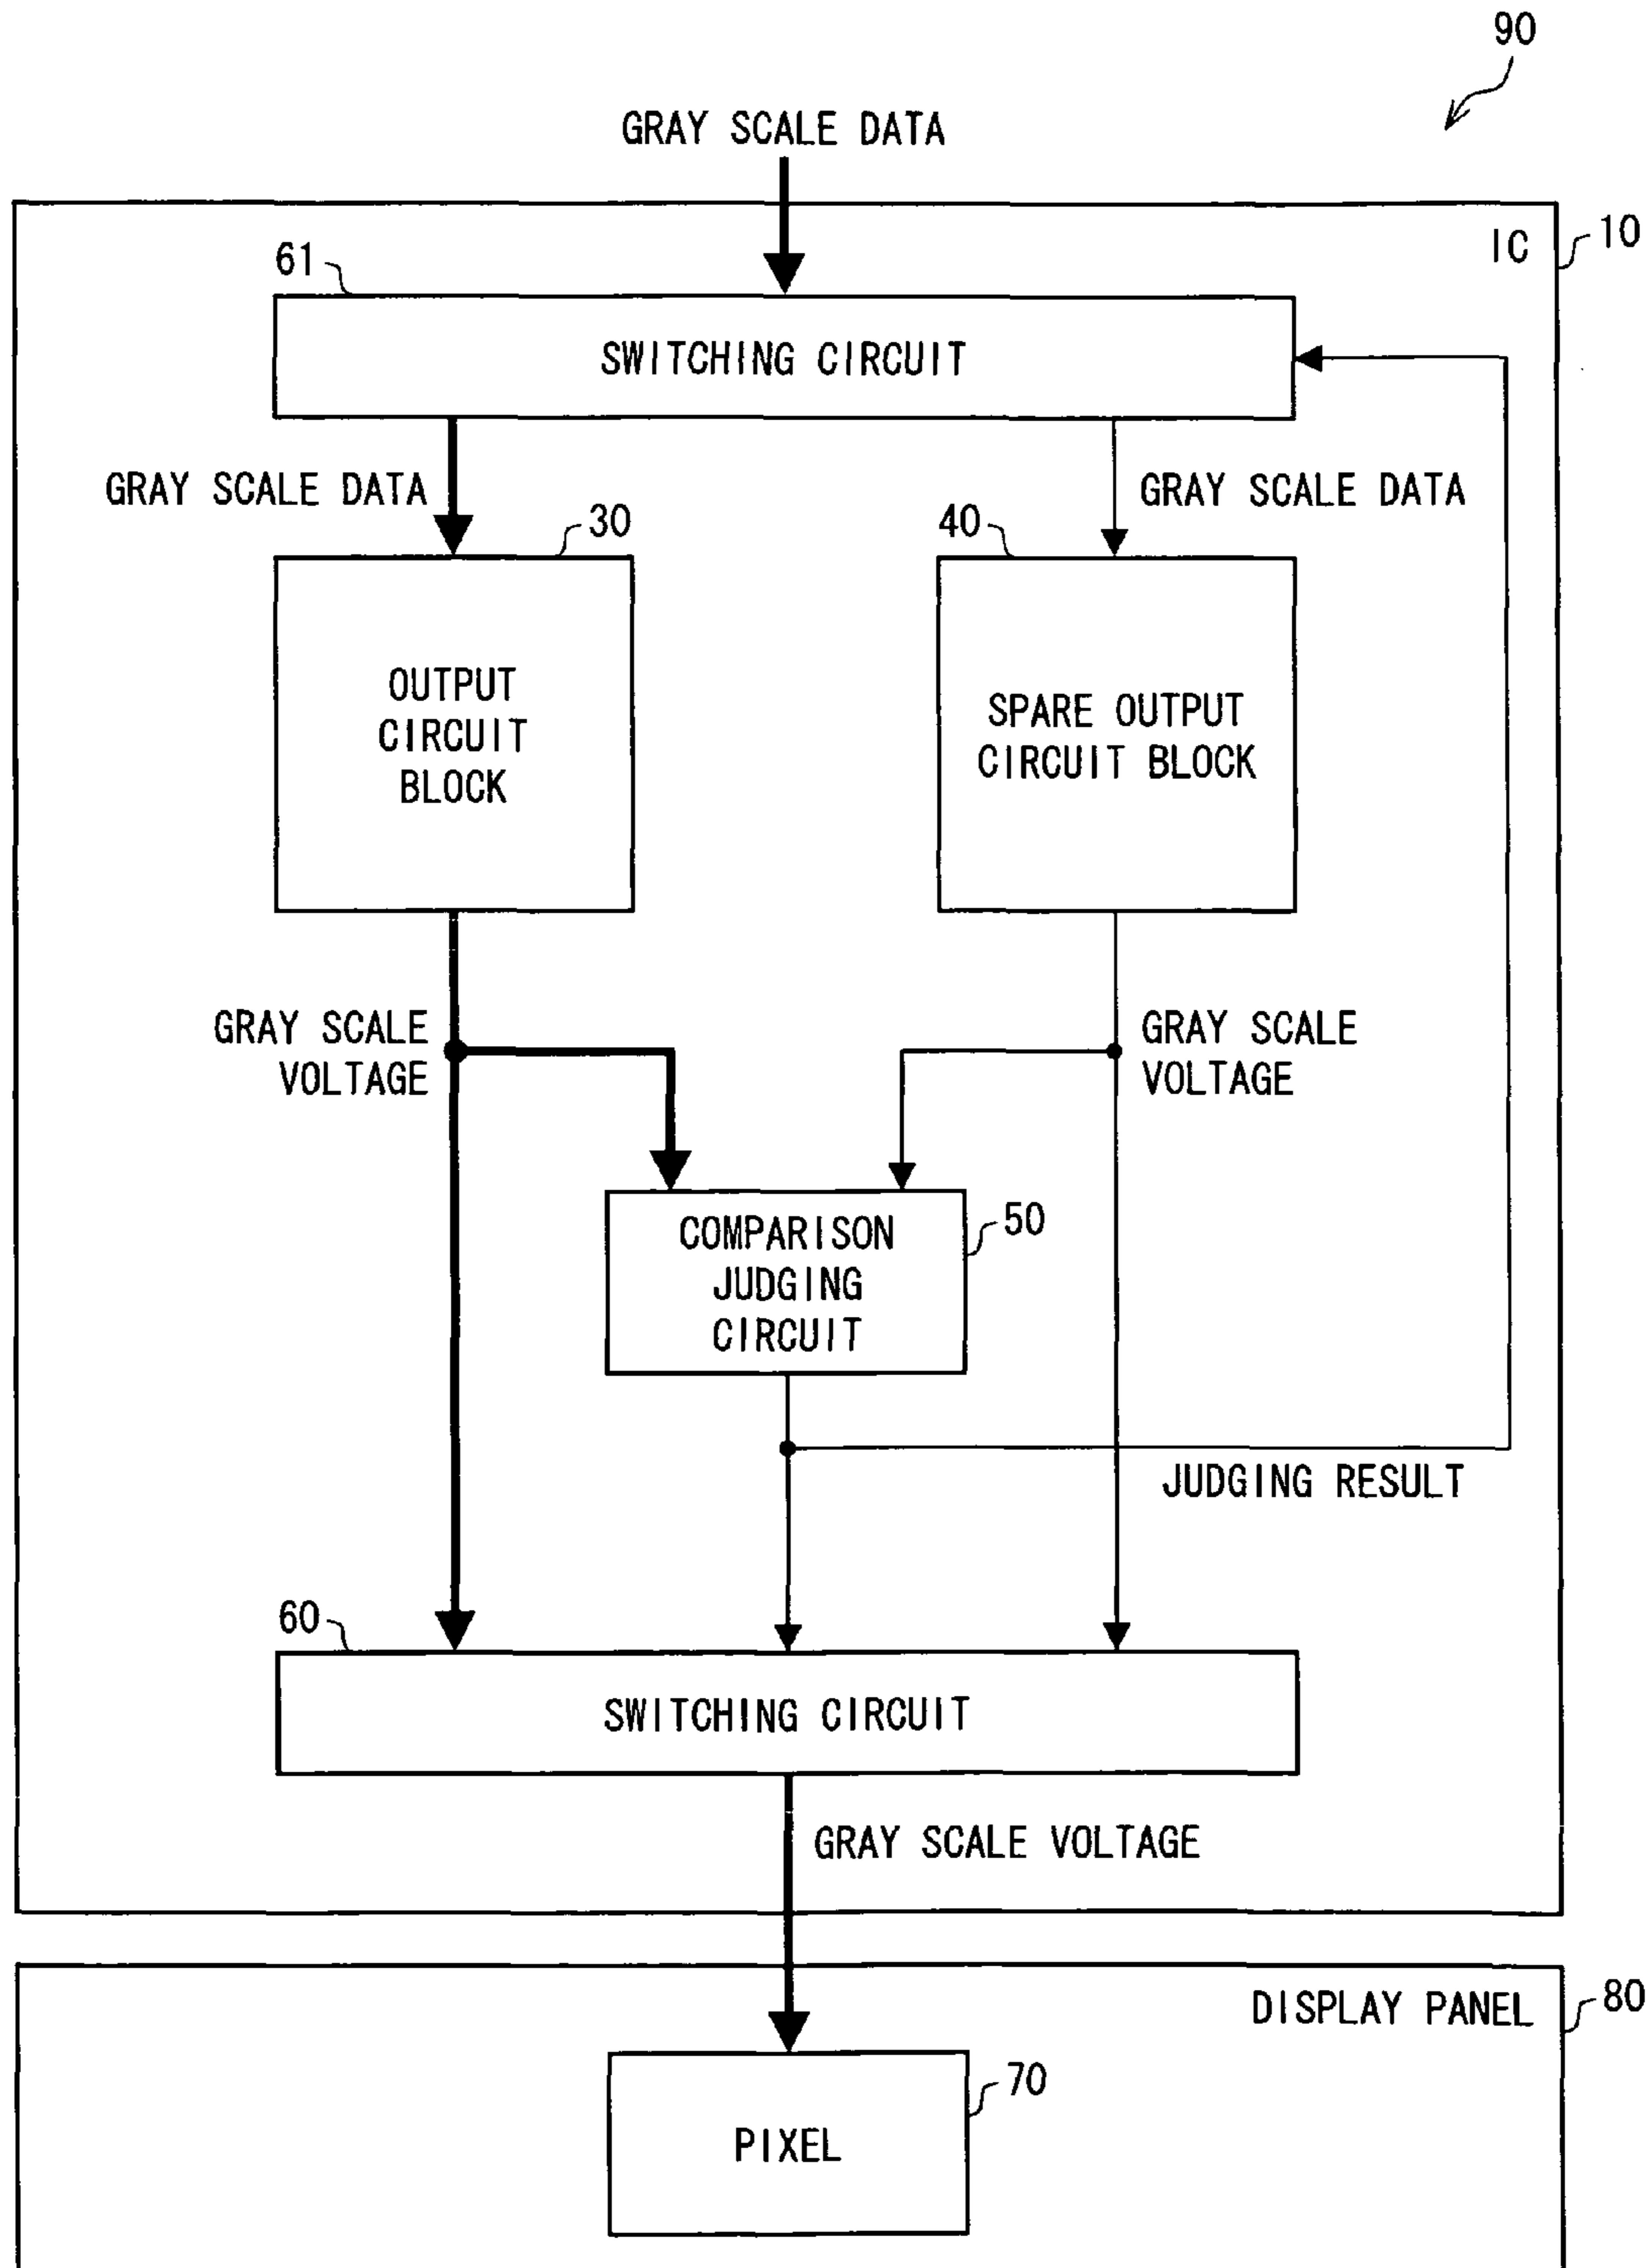 90
GRAY SCALE DATA
IC
10
61
SWITCHING CIRCUIT
GRAY SCALE DATA
GRAY SCALE DATA
30
40
OUTPUT
CIRCUIT
BLOCK
SPARE OUTPUT
CIRCUIT BLOCK
GRAY SCALE
VOLTAGE
GRAY SCALE
VOLTAGE
50
COMPARISON
JUDGING
CIRCUIT
JUDGING RESULT
60
SWITCHING CIRCUIT
GRAY SCALE VOLTAGE
DISPLAY PANEL
80
70
PIXEL